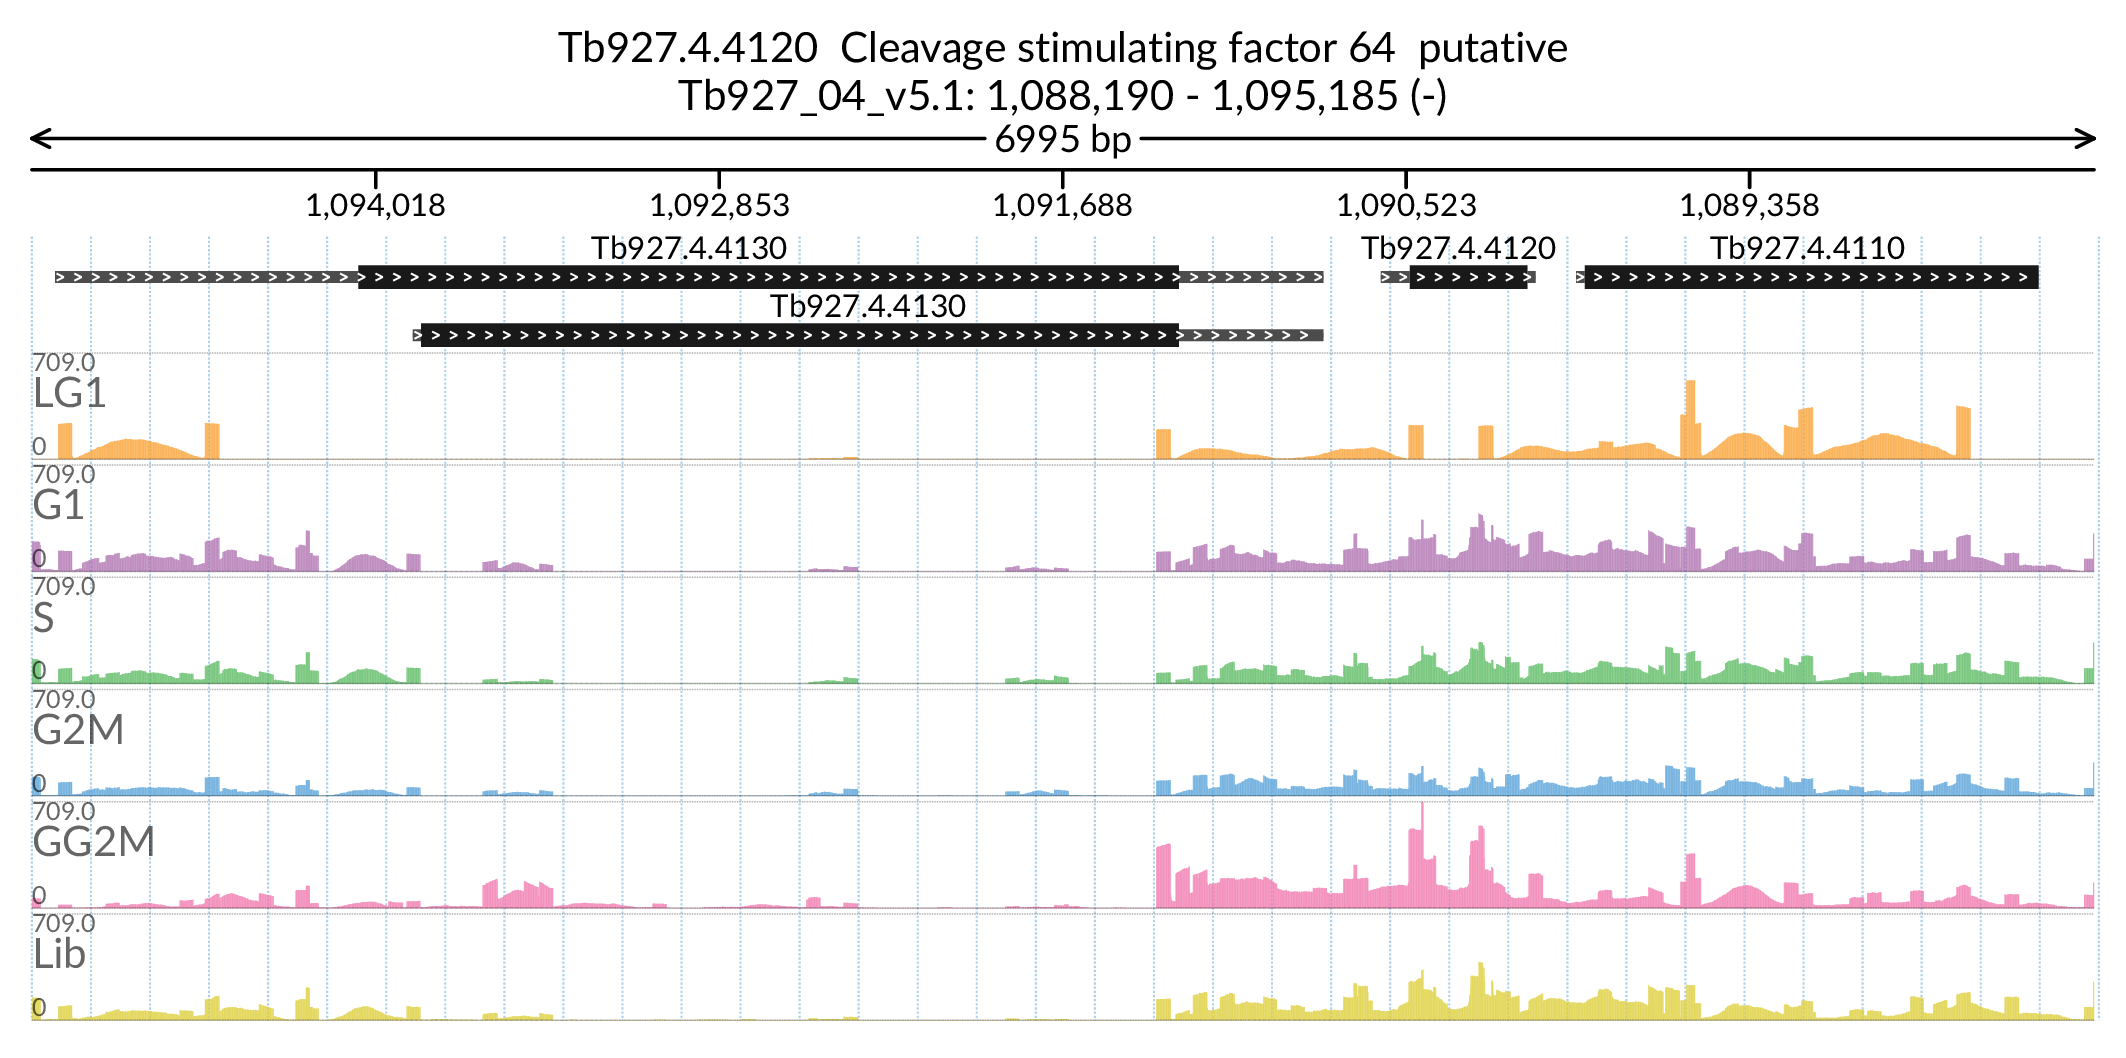 Tb927.4.4120  Cleavage stimulating factor 64  putative
Tb927_04_v5.1: 1,088,190 - 1,095,185 (-)
6995 bp
1,094,018 1,092,853 1,091,688 1,090,523 1,089,358
Tb927.4.4130 Tb927.4.4120 Tb927.4.4110
Tb927.4.4130
709.0
LG1
0
709.0
G1
0
709.0
S
0
709.0
G2M
0
709.0
GG2M
0
709.0
Lib
0